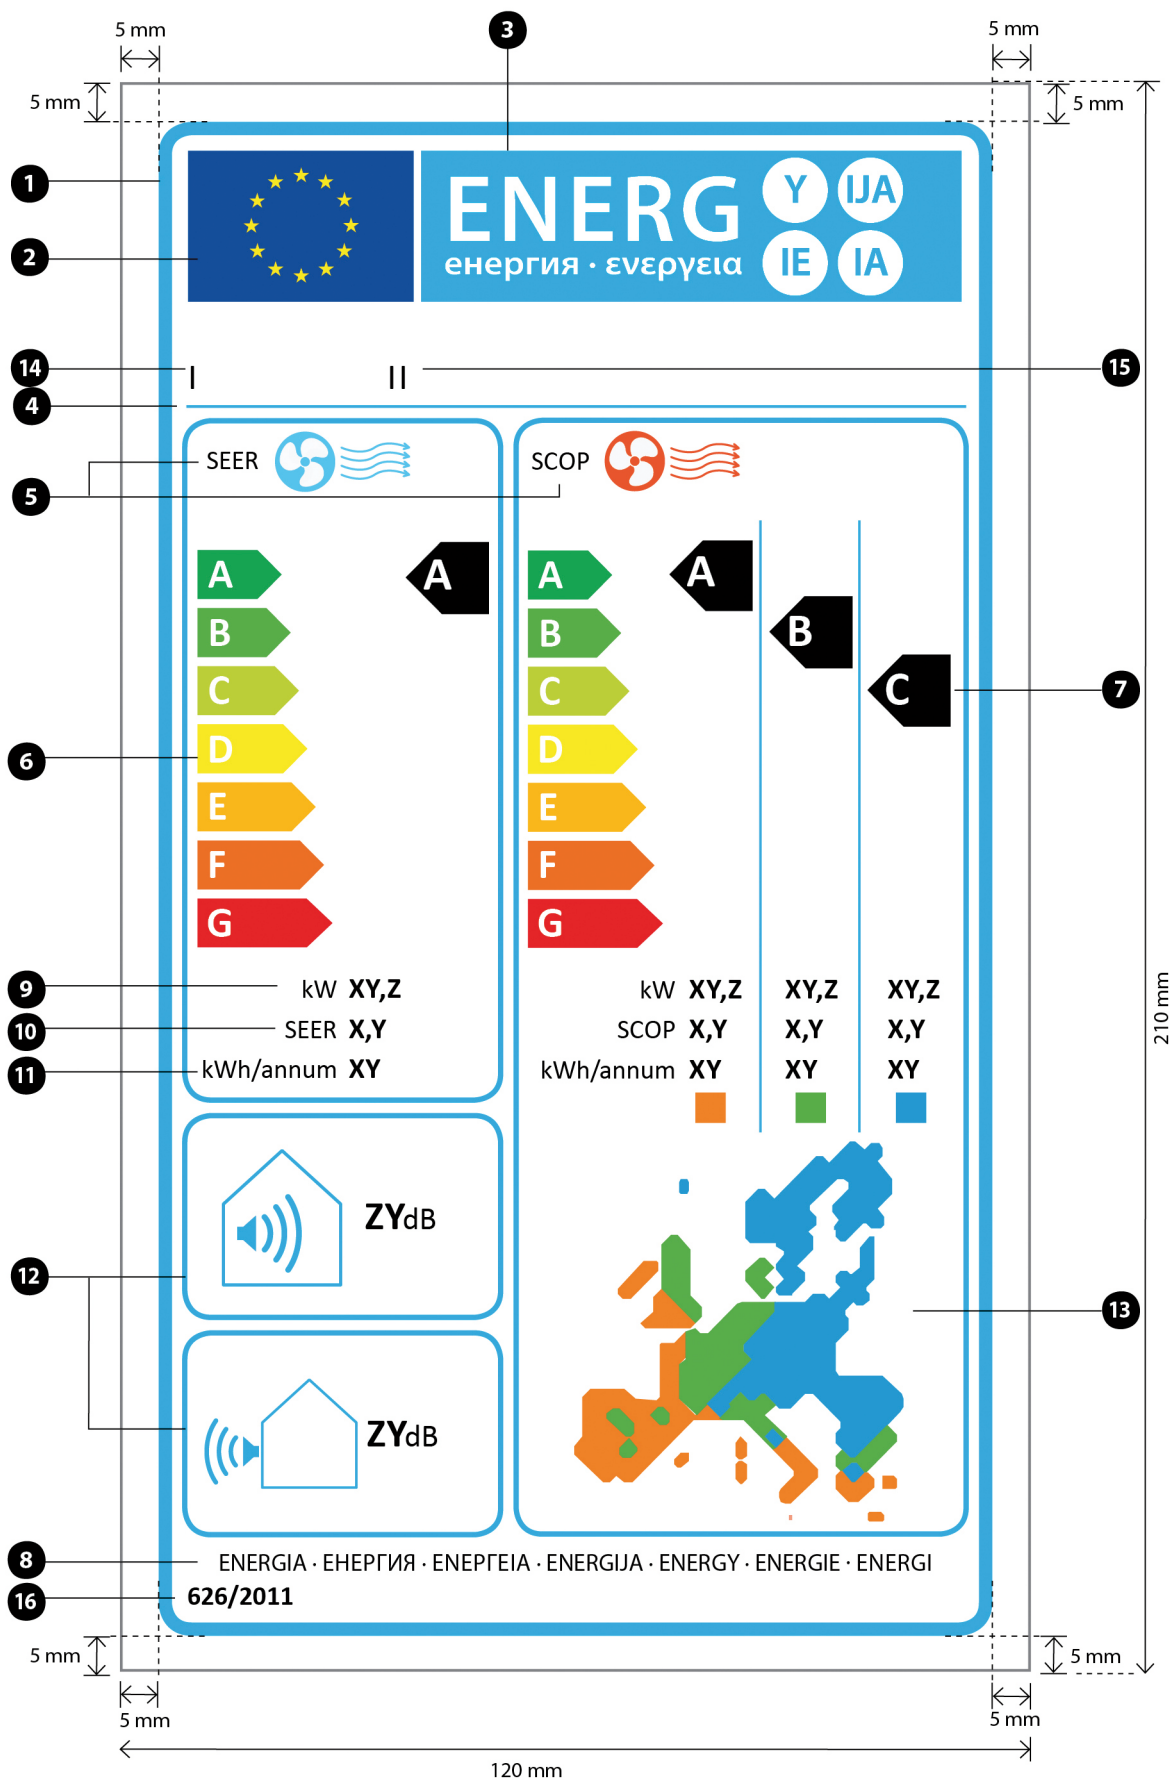 5 mm
3
5 mm
5 mm
5 mm
1
ENERG
Y
IJA
2
енергия · ενεργεια
IE
IA
14
I
II
15
4
SEER
SCOP
5
A
A
A
A
B
B
B
C
C
C
7
D
D
6
E
E
F
F
G
G
9
kW XY,Z
kW XY,Z
XY,Z
XY,Z
10
SEER X,Y
SCOP X,Y
X,Y
X,Y
11
kWh/annum XY
kWh/annum XY
XY
XY
210 mm
ZYdB
12
13
ZYdB
8
ENERGIA · ЕНЕРГИЯ · ΕΝΕΡΓΕΙΑ · ENERGIJA · ENERGY · ENERGIE · ENERGI
16
626/2011
5 mm
5 mm
5 mm
5 mm
120 mm